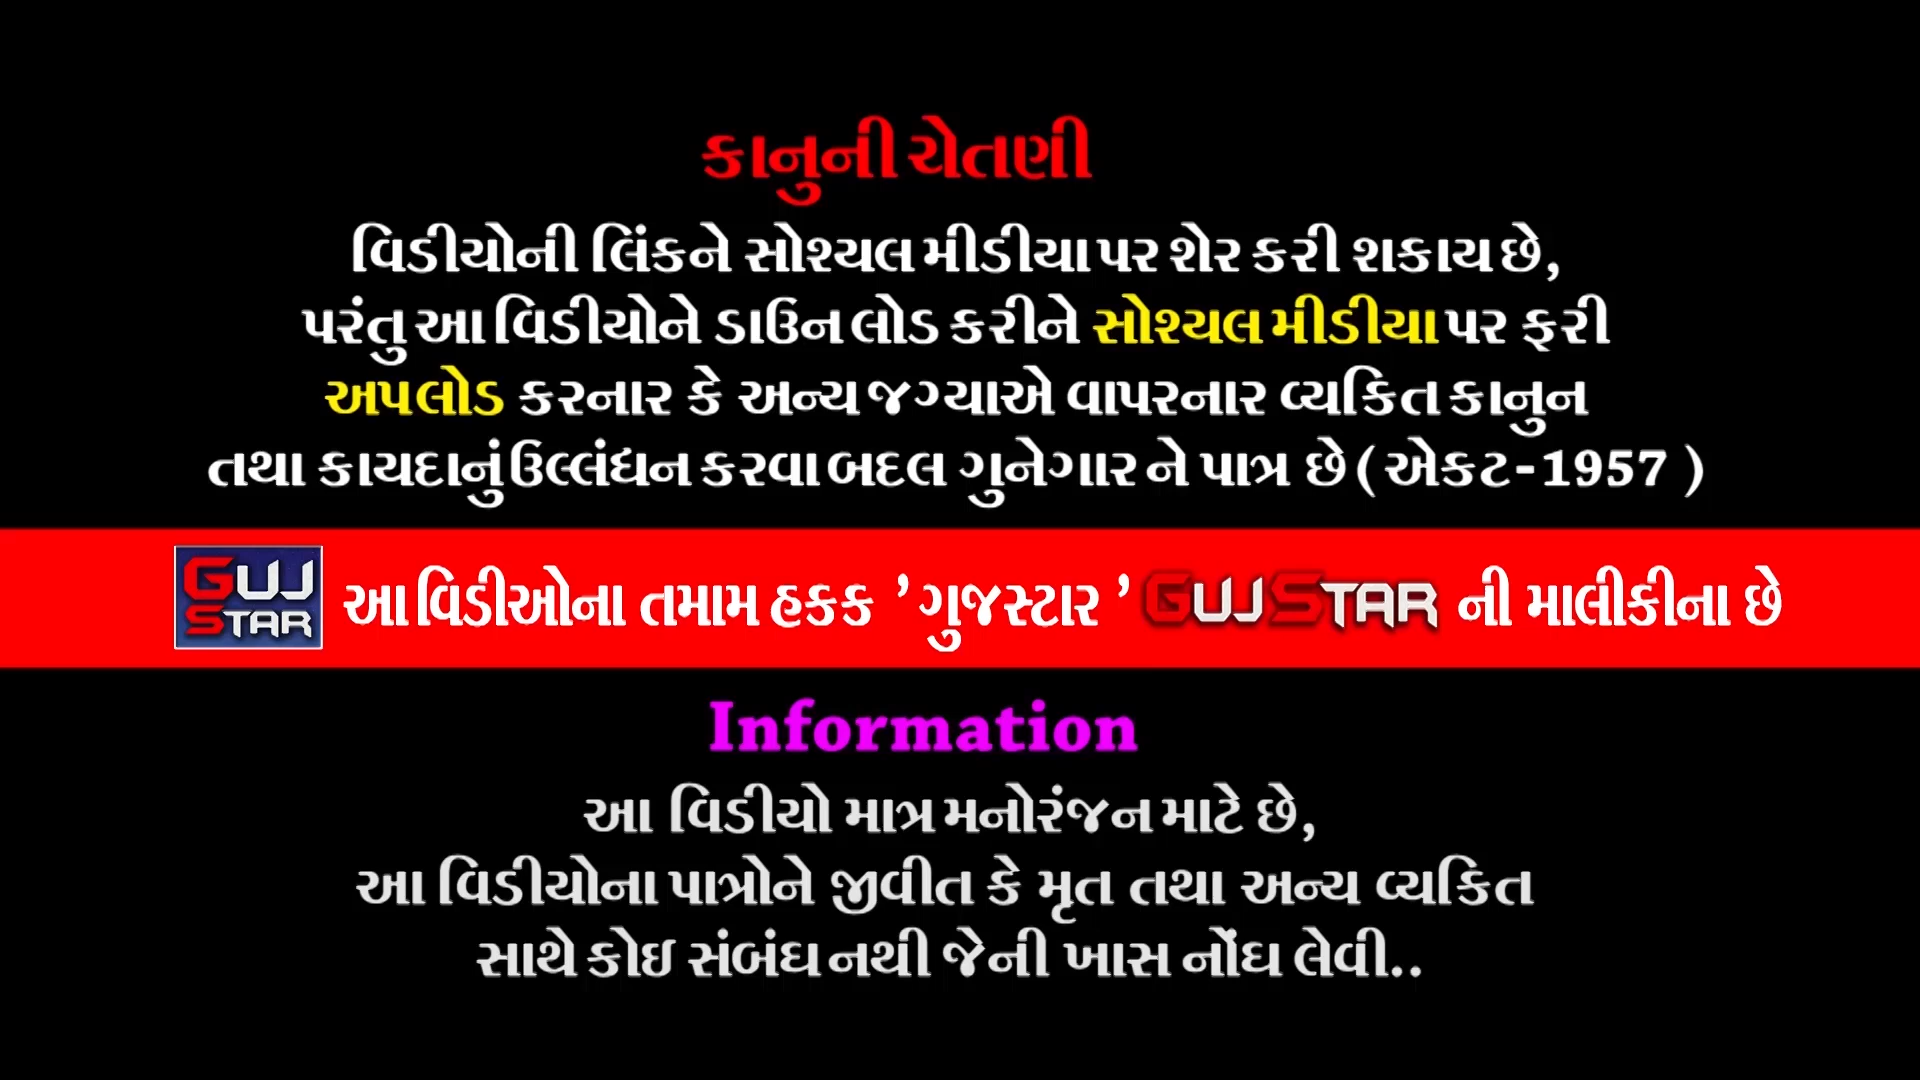 કાનુની ચેતણી
વિડીયોની લિંકને સોશ્યલ મીડીયા પર શેર કરી શકાય છે,
પરંતુ આ વિડીયોને ડાઉન લોડ કરીને સોશ્યલ મીડીયા પર ફરી
અપલોડ કરનાર કે અન્ય જગ્યાએ વાપરનાર વ્યકિત કાનુન
તથા કાયદાનું ઉલ્લંઘન કરવા બદલ ગુનેગાર ને પાત્ર છે ( એકટ-1957 )
GUJ STAR આ વિડીઓના તમામ હકક ’ ગુજસ્ટાર ’ GUJ STAR ની માલીકીના છે
Information
આ વિડીયો માત્ર મનોરંજન માટે છે,
આ વિડીયોના પાત્રોને જીવીત કે મૃત તથા અન્ય વ્યકિત
સાથે કોઇ સંબંઘ નથી જેની ખાસ નોંઘ લેવી..